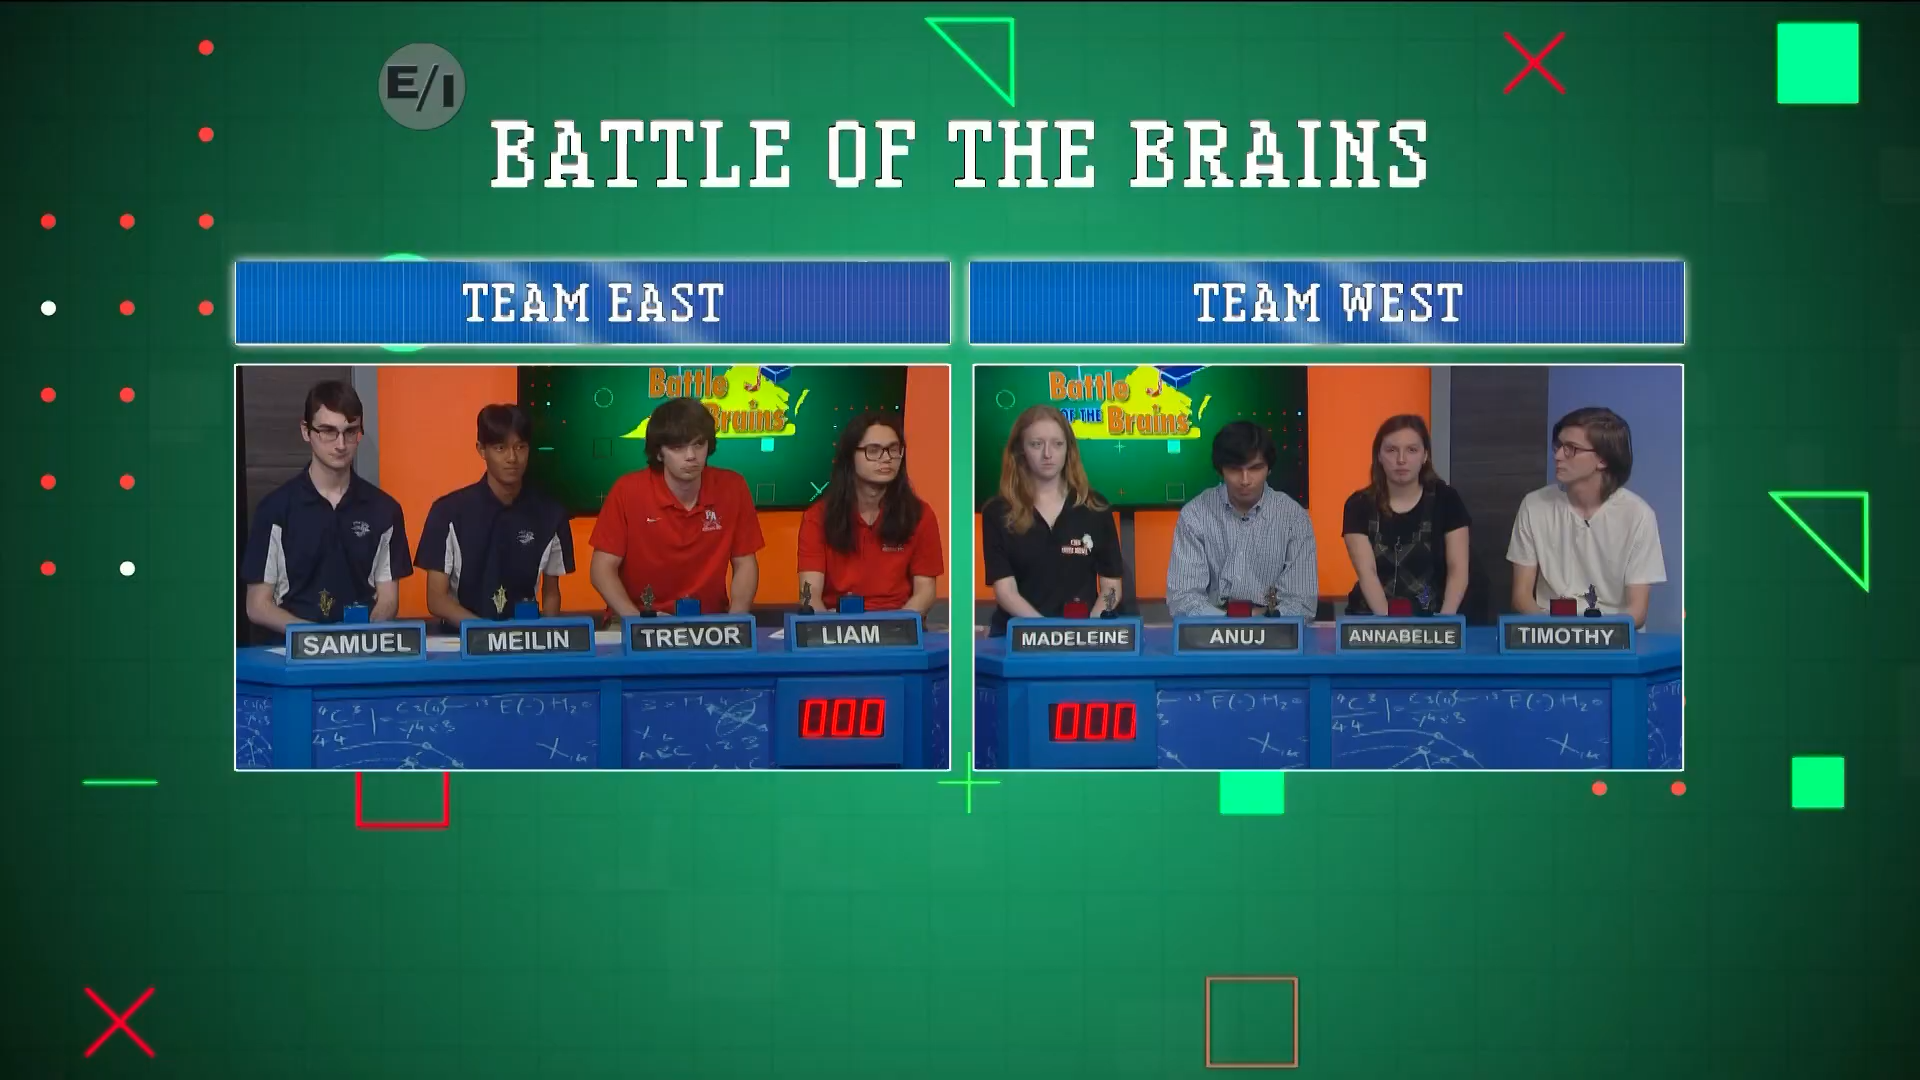 E/I
BATTLE OF THE BRAINS
TEAM EAST
TEAM WEST
Battle
Brains
Battle
OF THE
Brains
SAMUEL
MEILIN
TREVOR
LIAM
MADELEINE
ANUJ
ANNABELLE
TIMOTHY
000
000